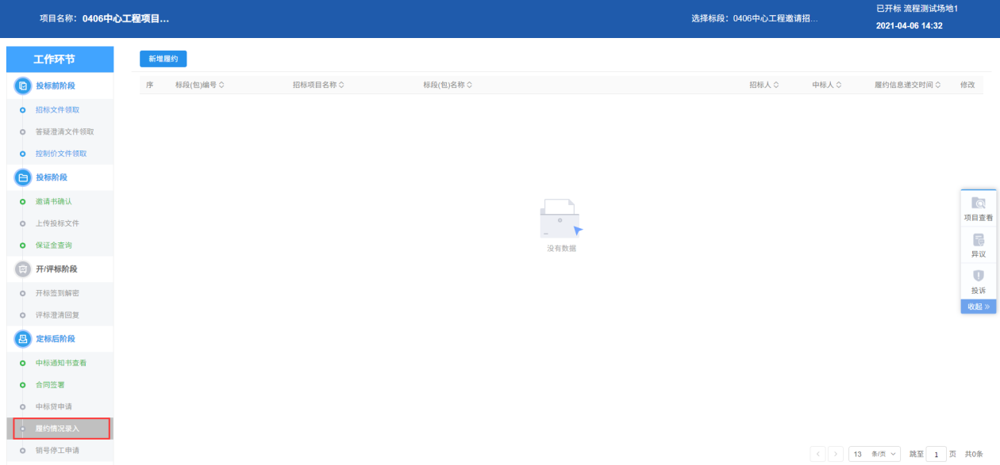 项目名称: 0406中心工程项目...
选择标段: 0406中心工程邀请招...
已开标 流程测试场地1
2021-04-06 14:32
工作环节
投标前阶段
招标文件领取
答疑澄清文件领取
控制价文件领取
投标阶段
邀请书确认
上传投标文件
保证金查询
开/评标阶段
开标签到解密
评标澄清回复
定标后阶段
中标通知书查看
合同签署
中标贷申请
履约情况录入
销号停工申请
新增履约
序 标段(包)编号 招标项目名称 标段(包)名称 招标人 中标人 履约信息递交时间 修改
没有数据
项目查看
异议
投诉
收起 »
< > 13 条/页 跳至 1 页 共0条